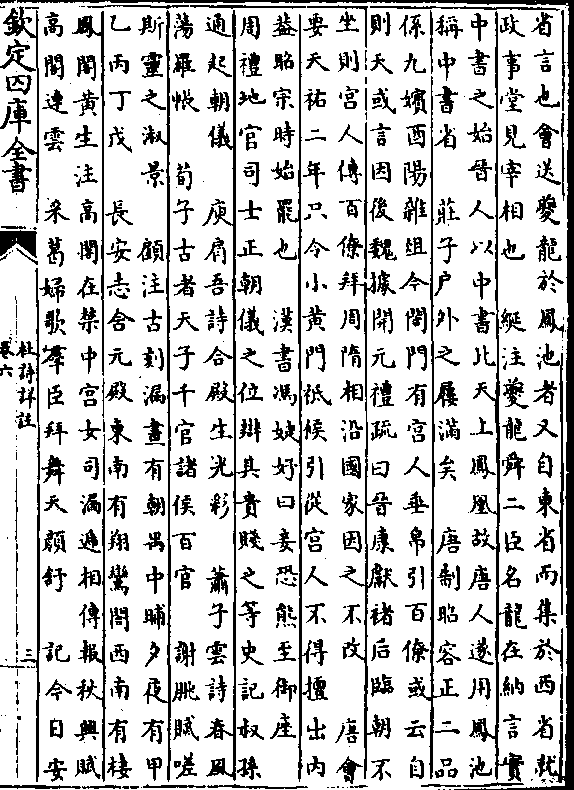 省言也會送夔龍於鳳池者又自東省而集於西省就
政事堂見宰相也　綎注夔龍舜二臣名龍在納言實
中書之始晉人以中書比天上鳳凰故唐人遂用鳳池
稱中書省　莊子户外之屨滿矣　唐制昭容正二品
係九嬪酉陽雜俎今閤門有宮人垂帛引百僚或云自
則天或言因後魏據開元禮疏曰晉康獻褚后臨朝不
坐則宮人傳百僚拜周隋相沿國家因之不改　唐會
要天祐二年只令小黄門祗候引從宮人不得擅出内
蓋昭宗時始罷也　漢書馮婕妤曰妾恐熊至御座
周禮地官司士正朝儀之位辨其貴賤之等史記叔孫
通起朝儀　庾肩吾詩合殿生光彩　蕭子雲詩春風
蕩羅帳　荀子古者天子千官諸侯百官　謝朓賦嗟
斯靈之淑景　顧注古刻漏晝有朝禺中晡夕夜有甲
乙丙丁戊　長安志含元殿東南有翔鸞閣西南有棲
鳳閣黄生注高閣在禁中宮女司漏遞相傳報秋興賦
高閣連雲　采葛婦歌羣臣拜舞天顔舒　記今日安
欽定四庫全書
杜詩詳註
卷六
三